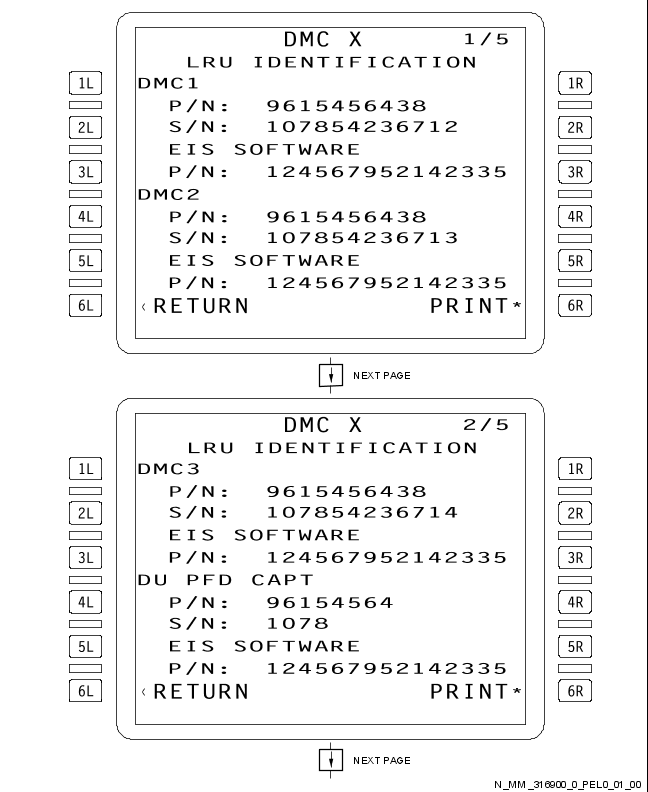 DMC X 1/5
LRU IDENTIFICATION
1L DMC1 1R
P/N: 9615456438
2L S/N: 107854236712 2R
EIS SOFTWARE
3L P/N: 124567952142335 3R
DMC2
4L P/N: 9615456438 4R
S/N: 107854236713
5L EIS SOFTWARE 5R
P/N: 124567952142335
6L <RETURN PRINT* 6R
NEXT PAGE
DMC X 2/5
LRU IDENTIFICATION
1L DMC3 1R
P/N: 9615456438
2L S/N: 107854236714 2R
EIS SOFTWARE
3L P/N: 124567952142335 3R
DU PFD CAPT
4L P/N: 96154564 4R
S/N: 1078
5L EIS SOFTWARE 5R
P/N: 124567952142335
6L <RETURN PRINT* 6R
NEXT PAGE
N_MM_316900_0_PEL0_01_00